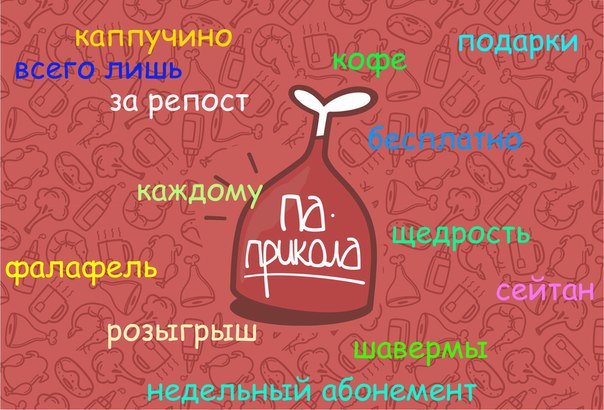 каппучино
подарки
кофе
всего лишь
за репост
бесплатно
каждому
па.
прикола
щедрость
фалафель
сейтан
розыгрыш
шавермы
недельный абонемент